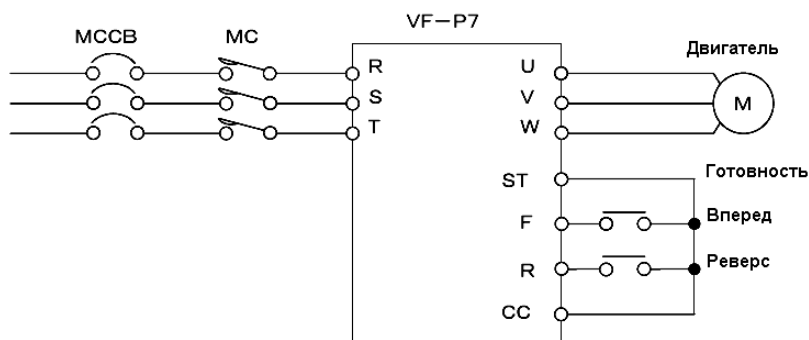 VF-P7
MCCB
MC
Двигатель
R
U
S
V
M
T
W
ST
Готовность
F
Вперед
R
Реверс
CC